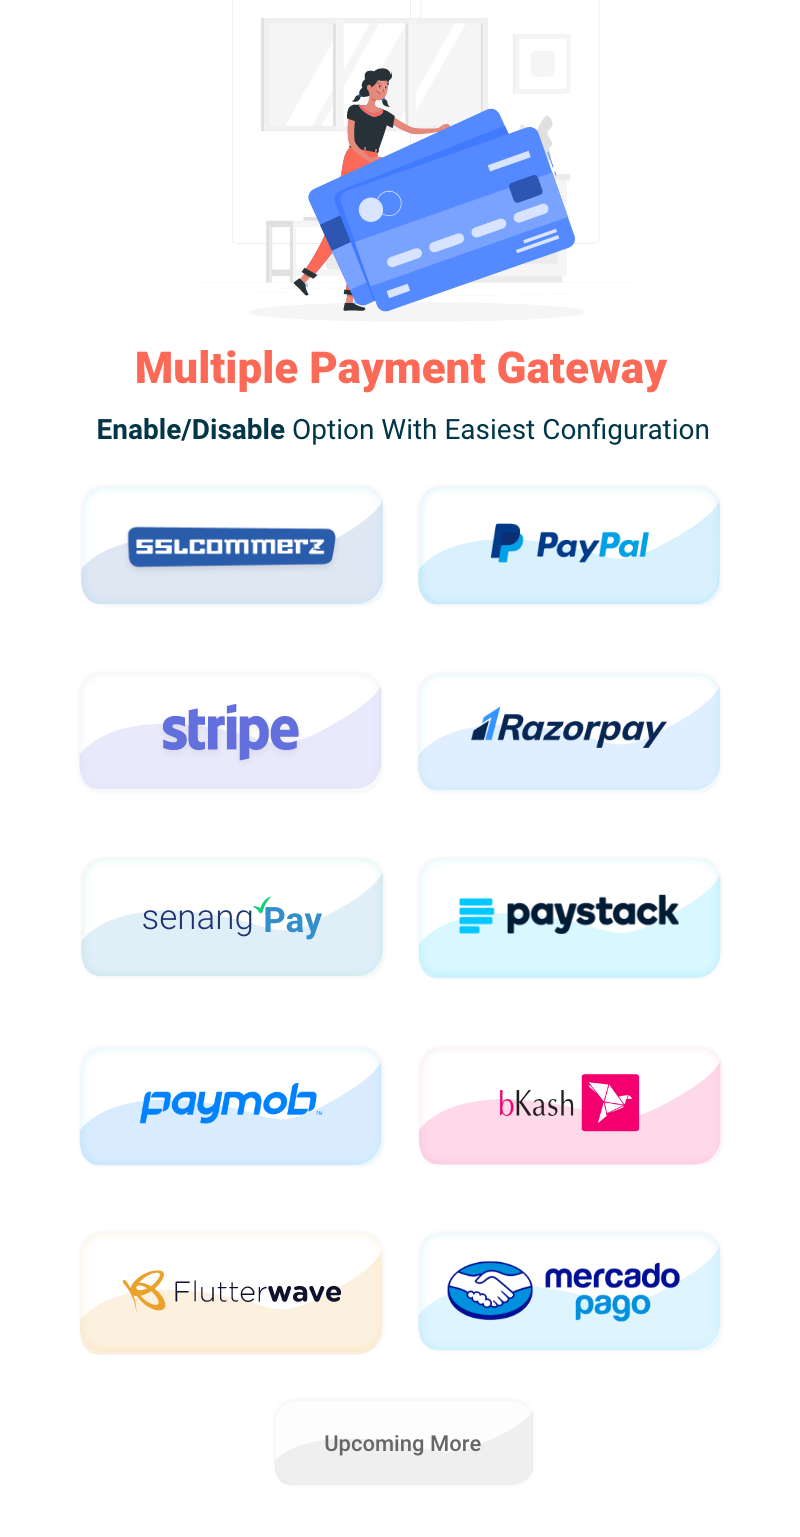 Multiple Payment Gateway
Enable/Disable Option With Easiest Configuration
SSLCOMMERZ
PayPal
stripe
Razorpay
senangPay
paystack
paymob™
bKash
Flutterwave
mercado
pago
Upcoming More